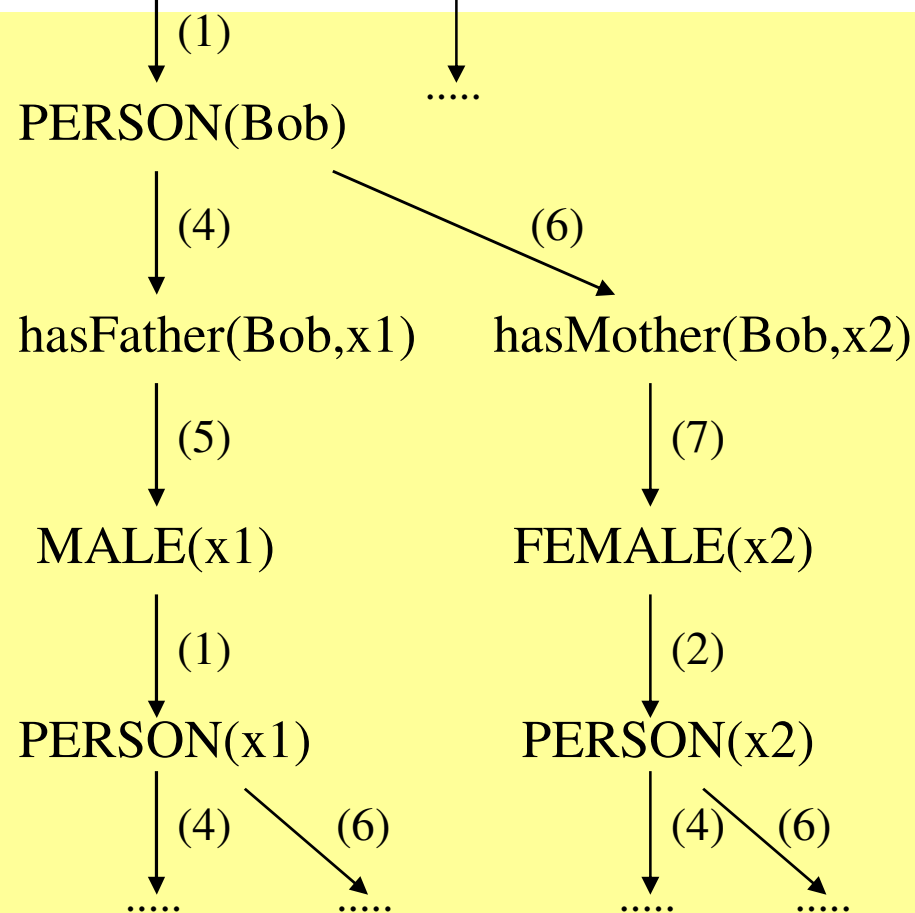 (1)
.....
PERSON(Bob)
(4) (6)
hasFather(Bob,x1) hasMother(Bob,x2)
(5) (7)
MALE(x1) FEMALE(x2)
(1) (2)
PERSON(x1) PERSON(x2)
(4) (6) (4) (6)
..... ..... ..... .....